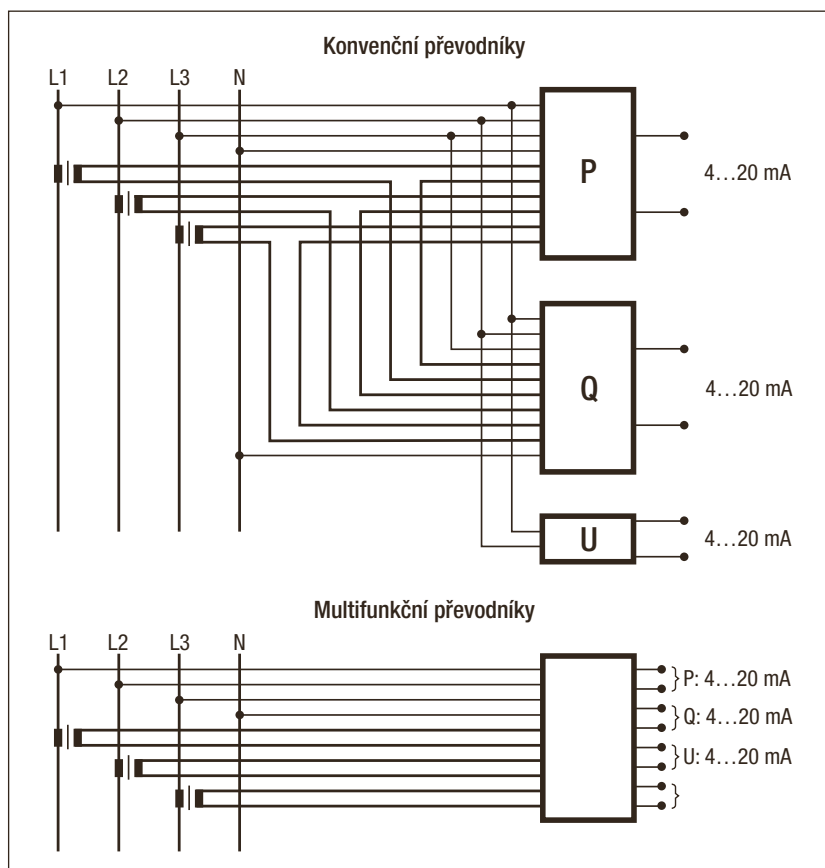 Konvenční převodníky
L1 L2 L3 N
P
4…20 mA
Q
4…20 mA
U
4…20 mA
Multifunkční převodníky
L1 L2 L3 N
P: 4…20 mA
Q: 4…20 mA
U: 4…20 mA